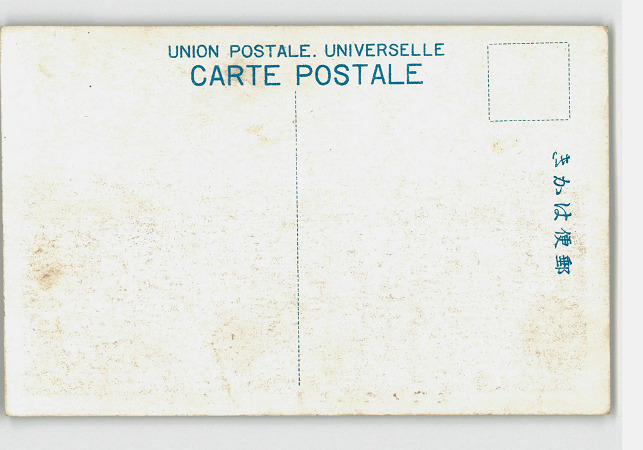 UNION POSTALE. UNIVERSELLE
CARTE POSTALE
郵便はかき